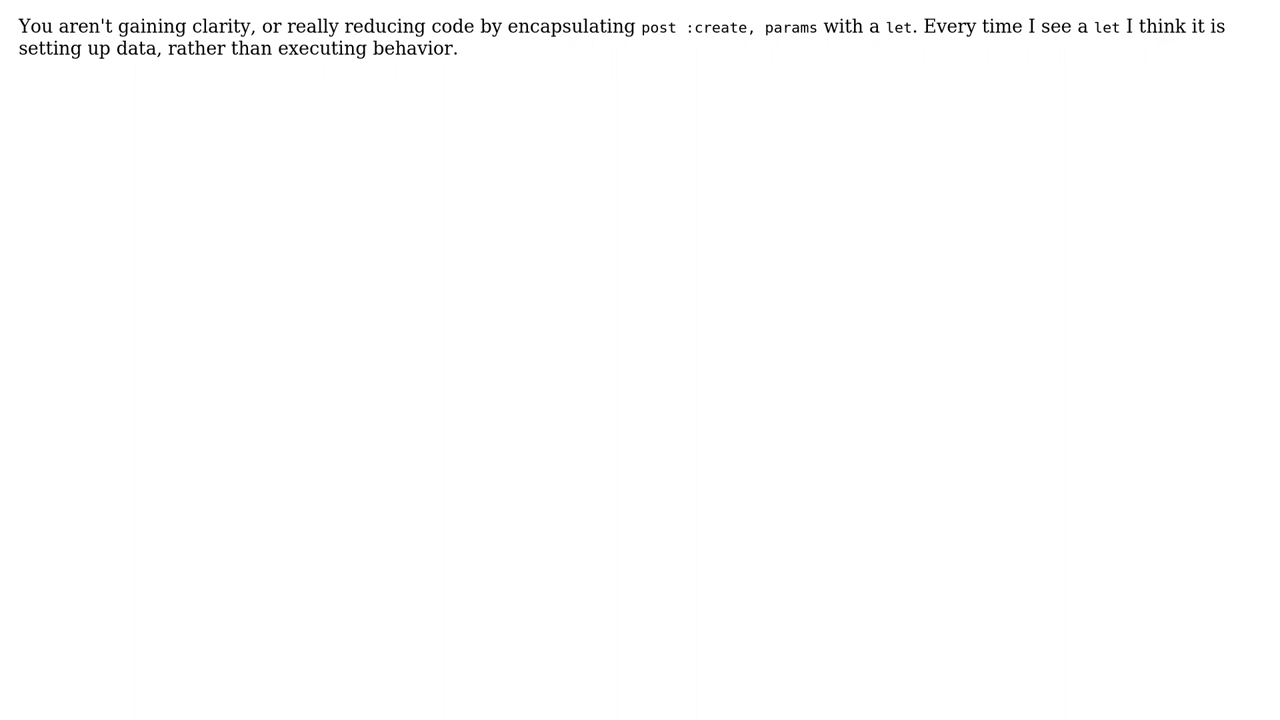 You aren't gaining clarity, or really reducing code by encapsulating post :create, params with a let. Every time I see a let I think it is
setting up data, rather than executing behavior.